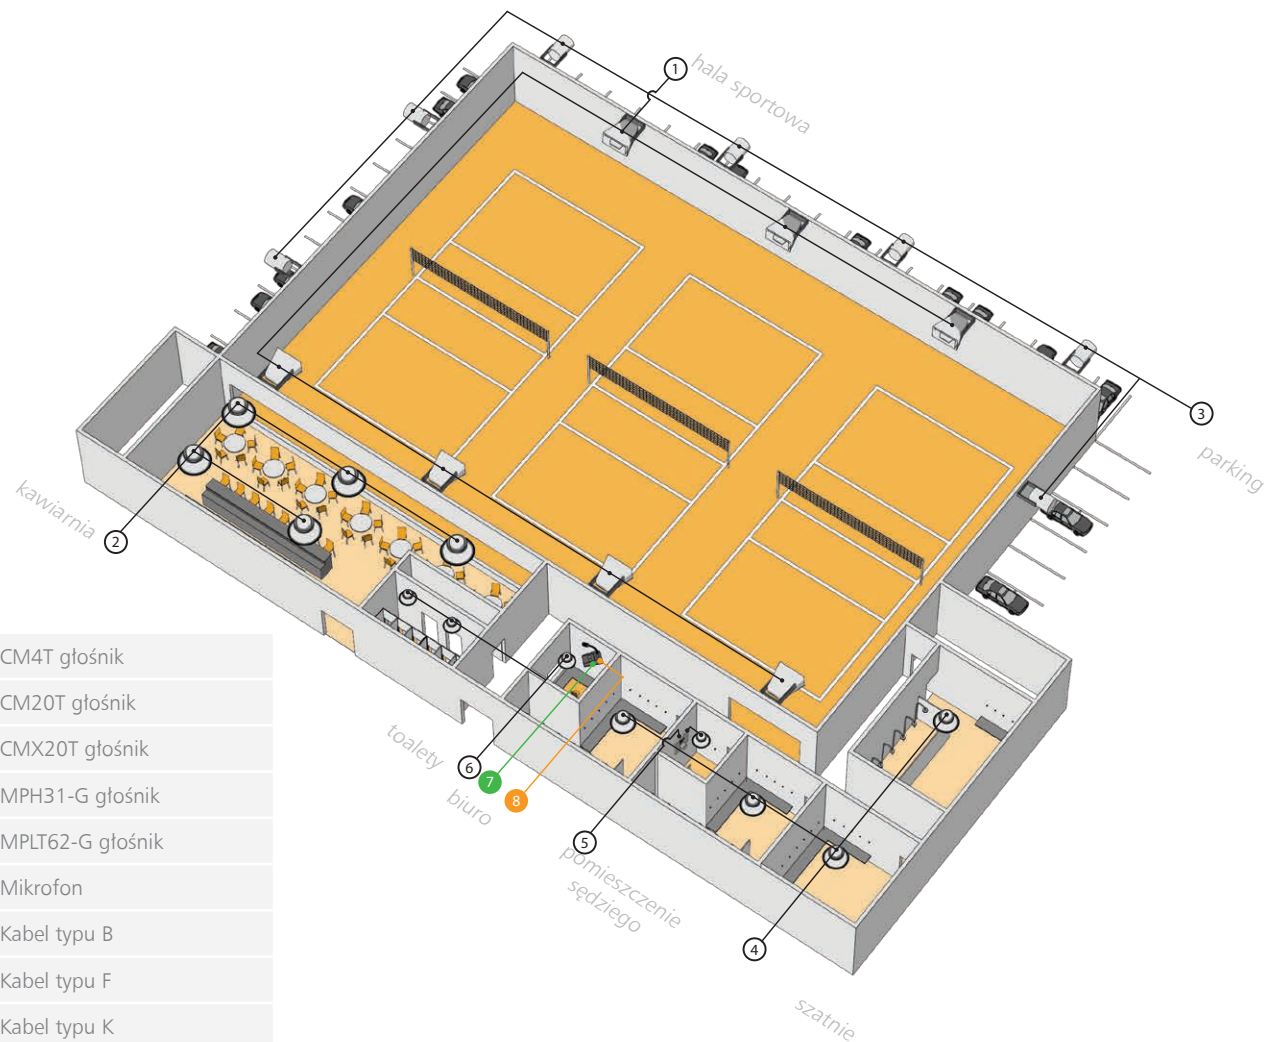 1
hala sportowa
3
parking
kawiarnia
2
CM4T głośnik
CM20T głośnik
CMX20T głośnik
MPH31-G głośnik
MPLT62-G głośnik
Mikrofon
Kabel typu B
Kabel typu F
Kabel typu K
toalety
6
7
8
biuro
5
pomieszczenie
sędziego
4
szatnie